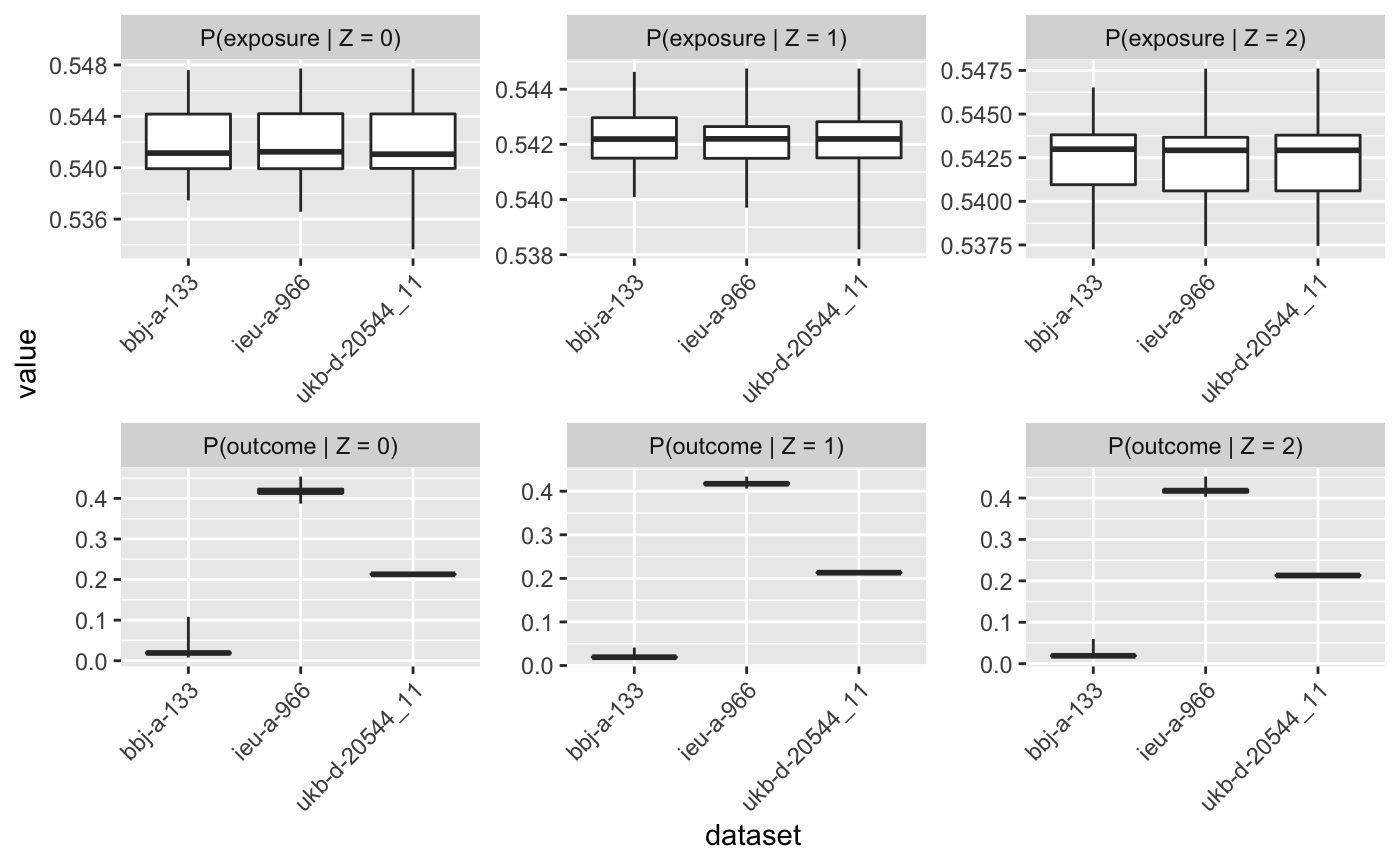 P(exposure | Z = 0)
P(exposure | Z = 1)
P(exposure | Z = 2)
0.548
0.544
0.540
0.536
0.544
0.542
0.540
0.538
0.5475
0.5450
0.5425
0.5400
0.5375
bbj-a-133
ieu-a-966
ukb-d-20544_11
bbj-a-133
ieu-a-966
ukb-d-20544_11
bbj-a-133
ieu-a-966
ukb-d-20544_11
value
P(outcome | Z = 0)
P(outcome | Z = 1)
P(outcome | Z = 2)
0.4
0.3
0.2
0.1
0.0
0.4
0.3
0.2
0.1
0.0
0.4
0.3
0.2
0.1
0.0
bbj-a-133
ieu-a-966
ukb-d-20544_11
bbj-a-133
ieu-a-966
ukb-d-20544_11
bbj-a-133
ieu-a-966
ukb-d-20544_11
dataset